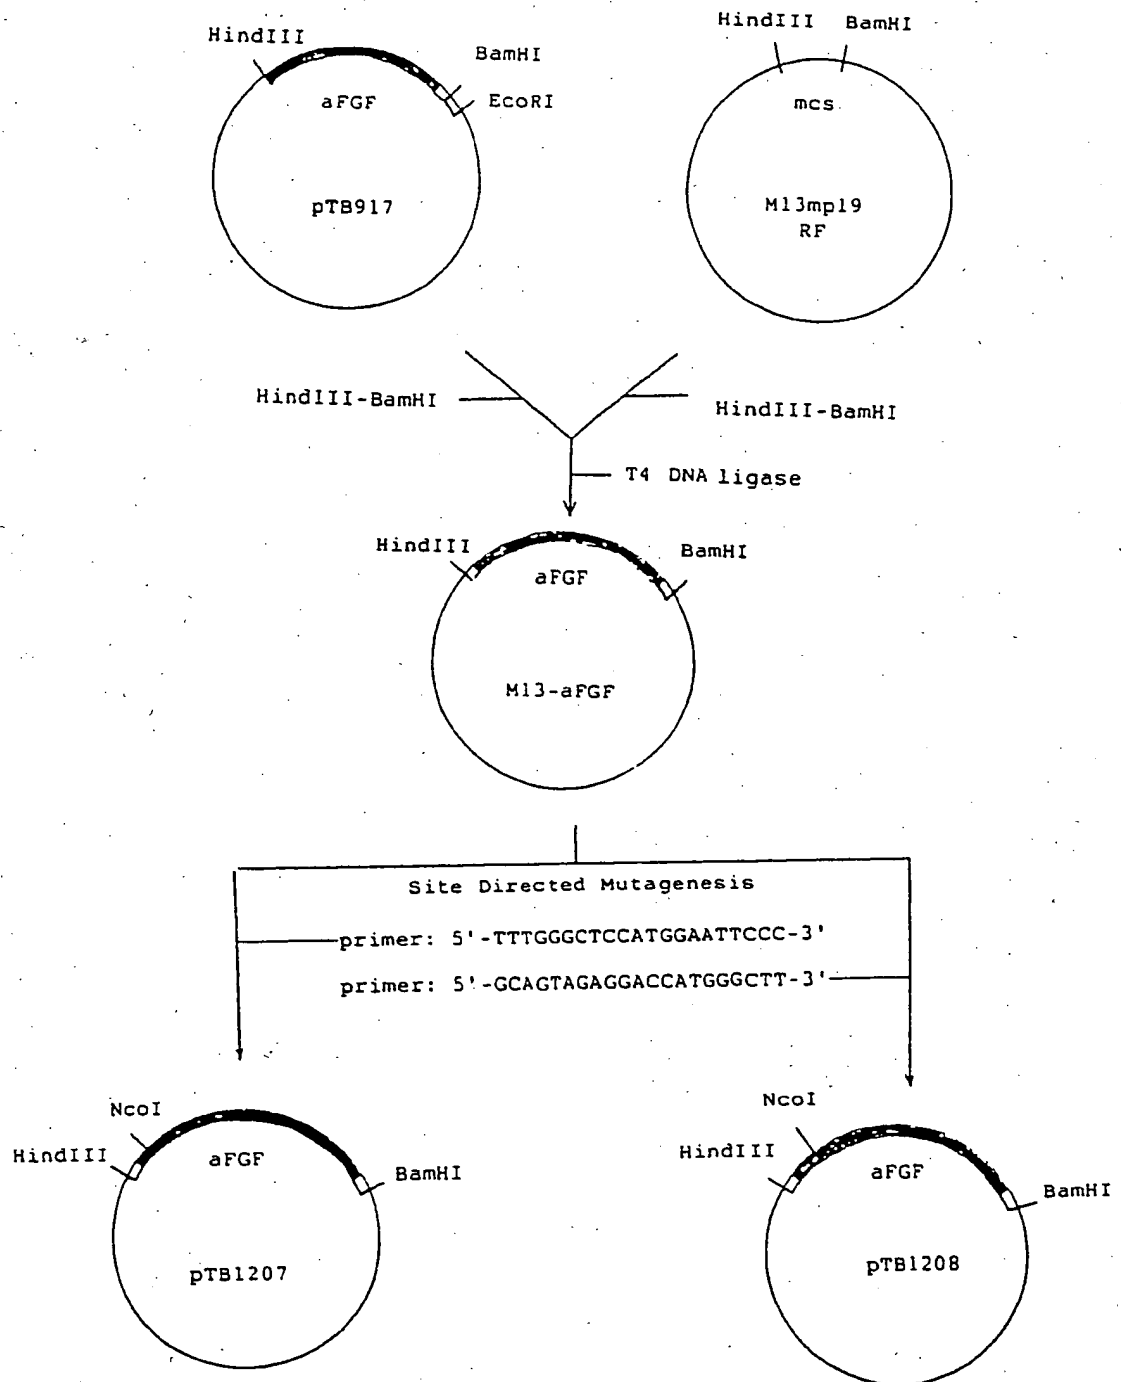 HindIII
BamHI
EcoRI
aFGF
pTB917
HindIII BamHI
mcs
M13mp19
RF
HindIII-BamHI
HindIII-BamHI
T4 DNA ligase
HindIII
BamHI
aFGF
M13-aFGF
Site Directed Mutagenesis
primer: 5'-TTTGGGCTCCATGGAATTCCC-3'
primer: 5'-GCAGTAGAGGACCATGGGCTT-3'
NcoI
HindIII
aFGF
BamHI
pTB1207
NcoI
HindIII
aFGF
BamHI
pTB1208